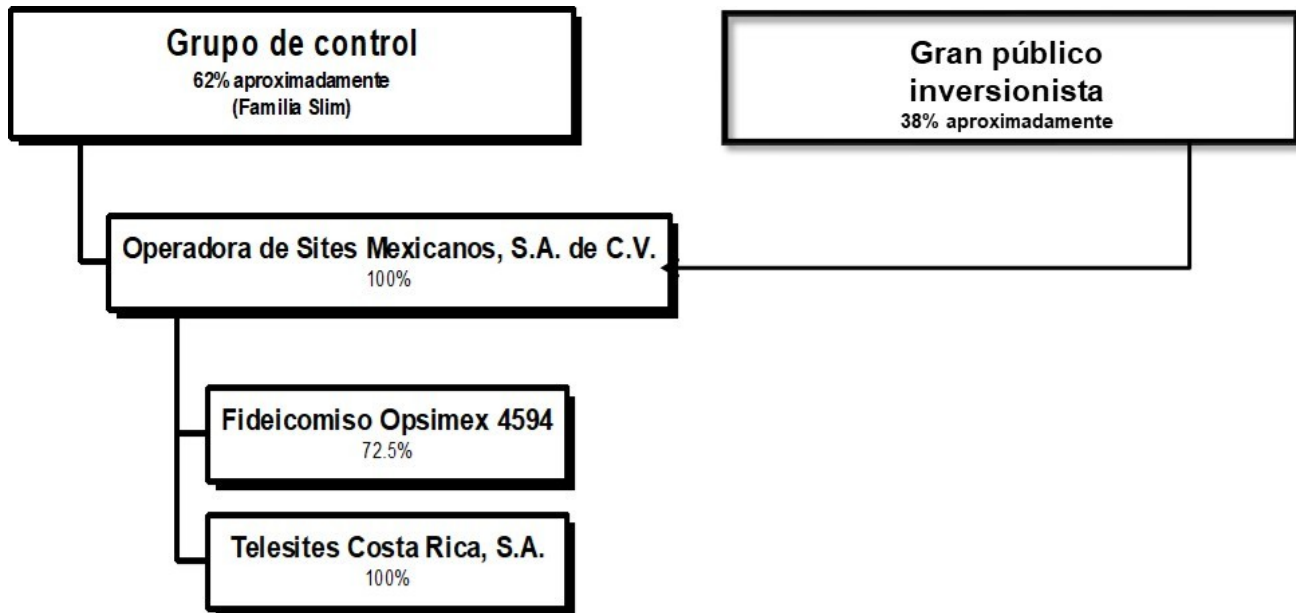 Grupo de control
62% aproximadamente
(Familia Slim)
Gran público
inversionista
38% aproximadamente
Operadora de Sites Mexicanos, S.A. de C.V.
100%
Fideicomiso Opsimex 4594
72.5%
Telesites Costa Rica, S.A.
100%